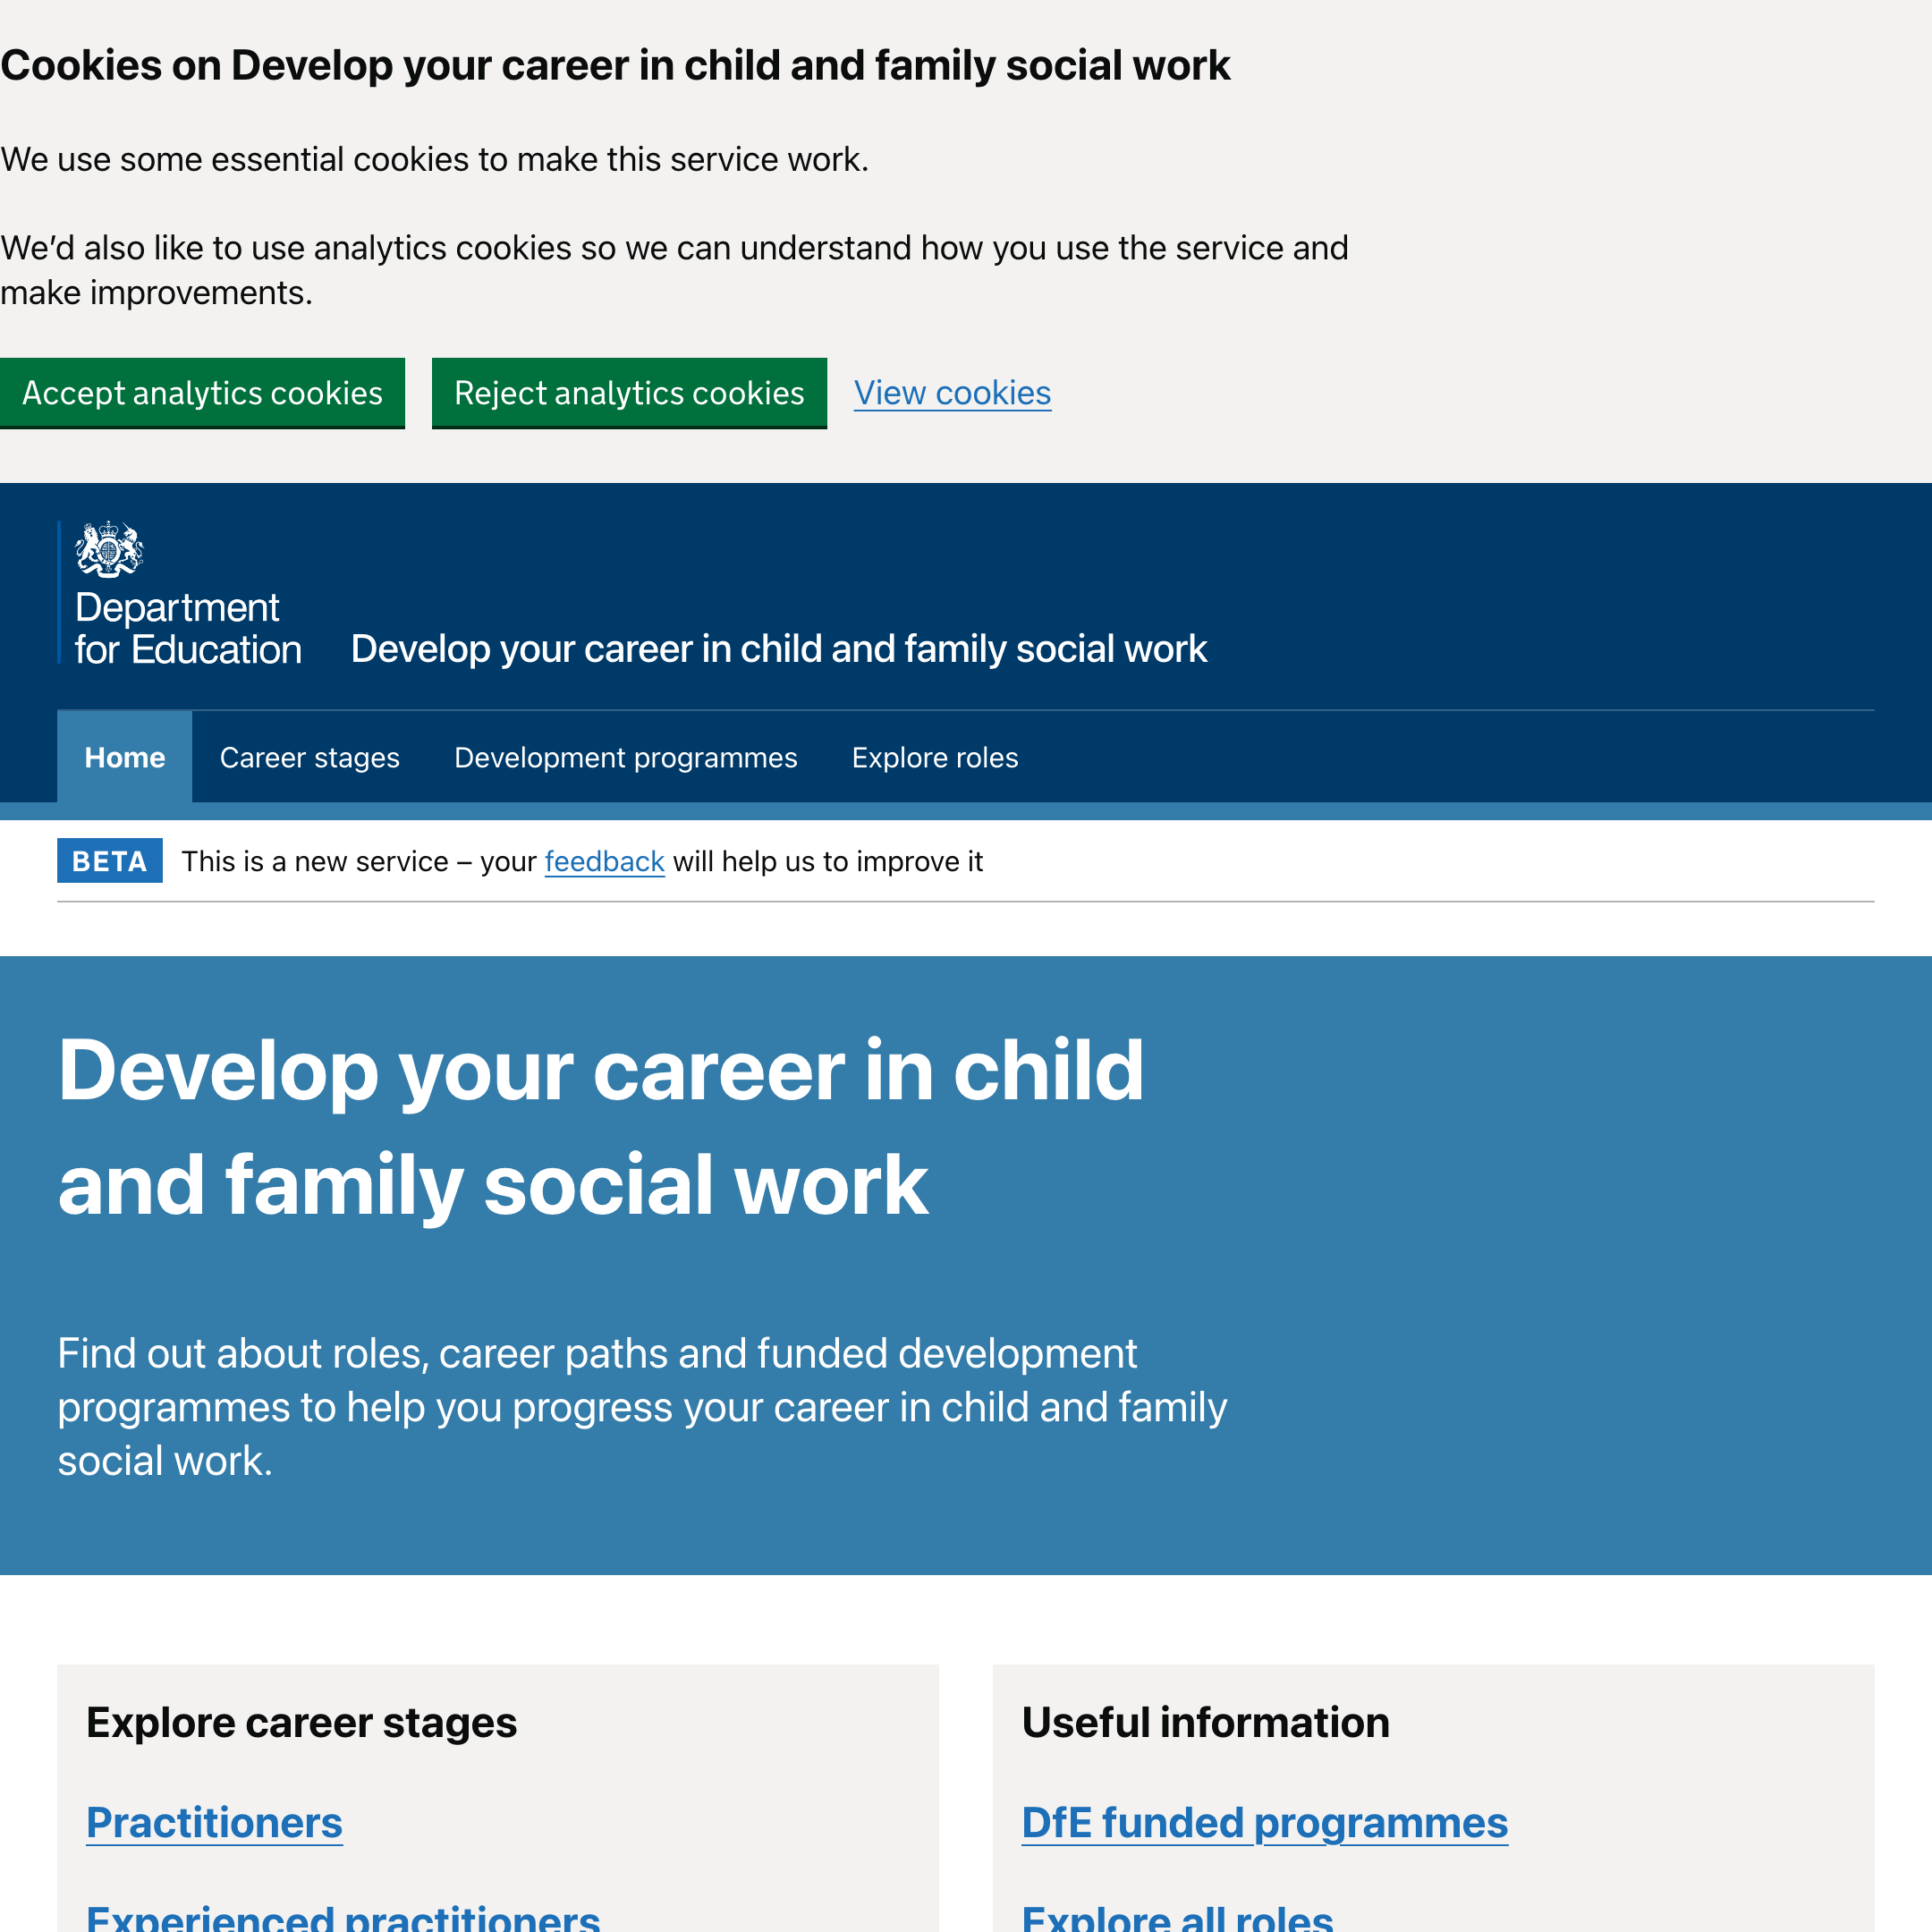 Cookies on Develop your career in child and family social work
We use some essential cookies to make this service work.
We’d also like to use analytics cookies so we can understand how you use the service and
make improvements.
Accept analytics cookies
Reject analytics cookies
View cookies
Department
for Education
Develop your career in child and family social work
Home
Career stages
Development programmes
Explore roles
BETA
This is a new service – your feedback will help us to improve it
Develop your career in child
and family social work
Find out about roles, career paths and funded development
programmes to help you progress your career in child and family
social work.
Explore career stages
Practitioners
Experienced practitioners
Useful information
DfE funded programmes
Explore all roles